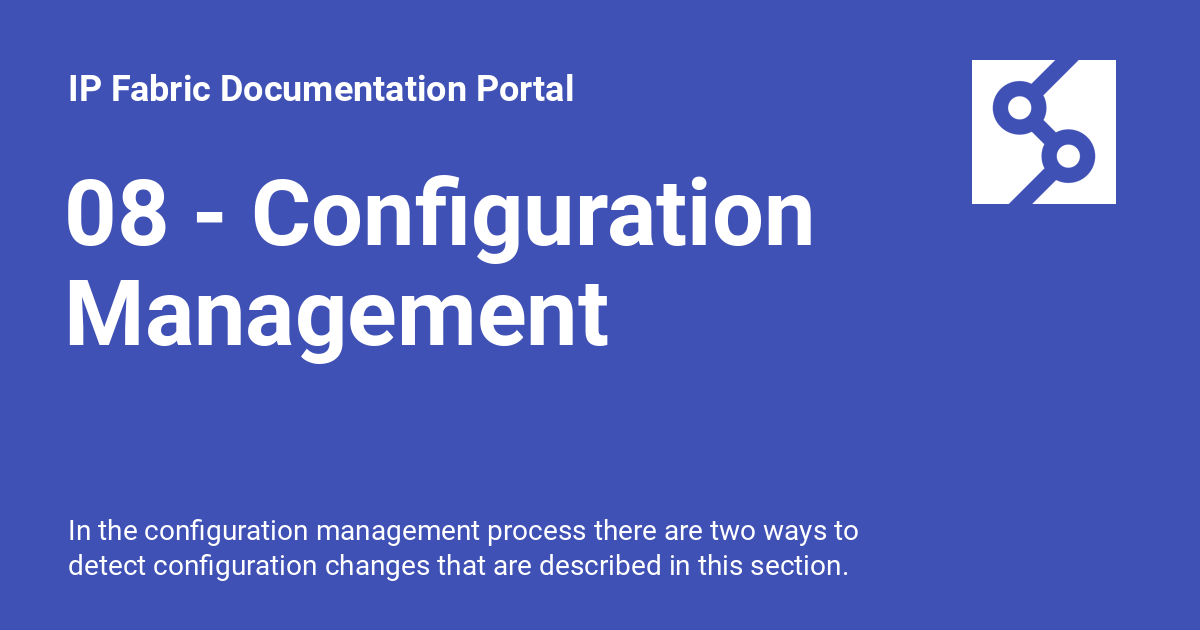 IP Fabric Documentation Portal
08 - Configuration
Management
In the configuration management process there are two ways to
detect configuration changes that are described in this section.